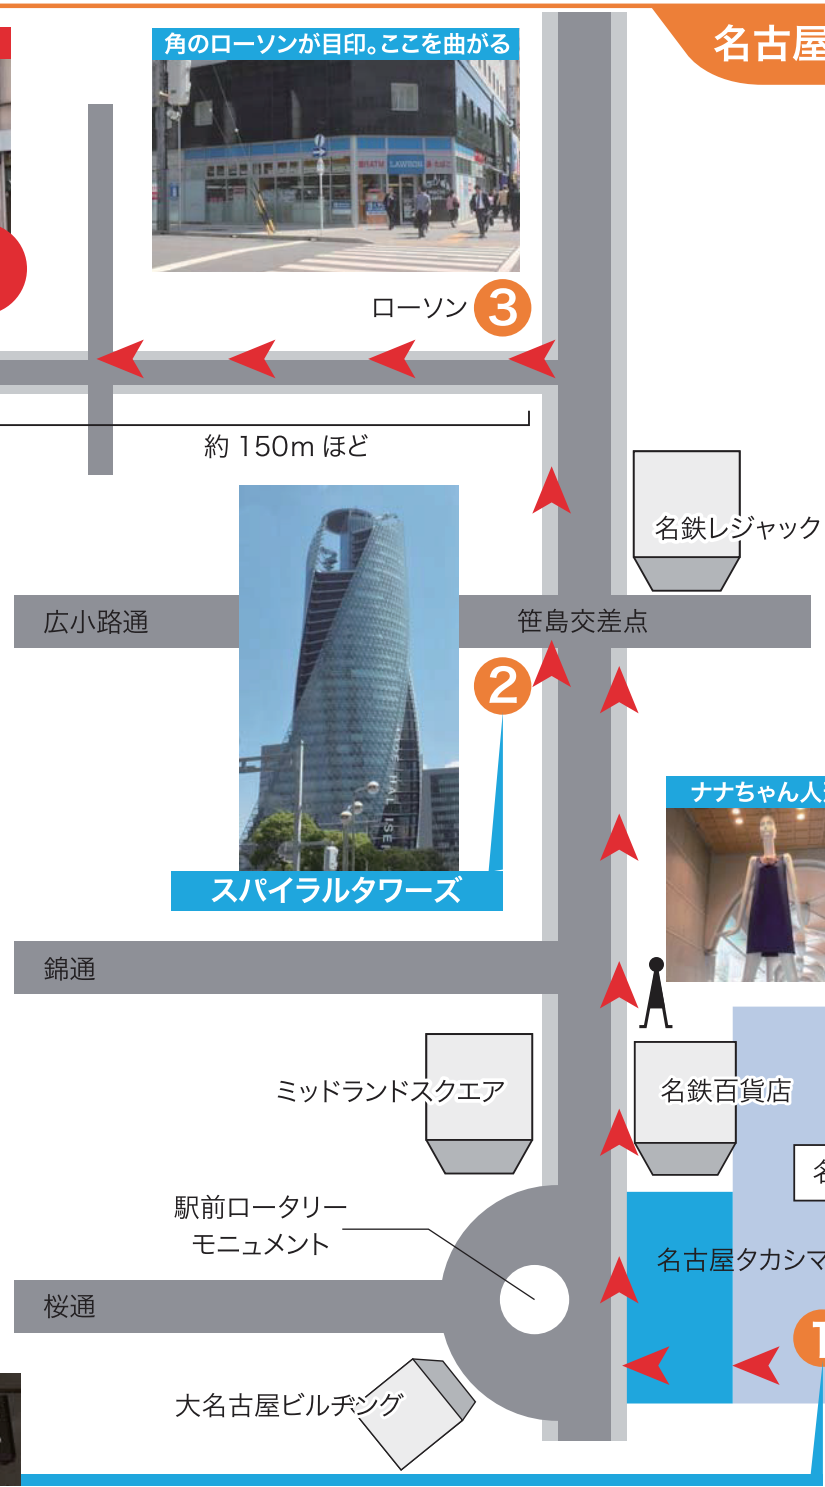 名古屋
角のローソンが目印。ここを曲がる
LAWSON
ローソン
3
約 150m ほど
名鉄レジャック
広小路通
笹島交差点
2
ナナちゃん人
スパイラルタワーズ
錦通
ミッドランドスクエア
名鉄百貨店
駅前ロータリー
モニュメント
名
名古屋タカシマ
桜通
1
大名古屋ビルヂング